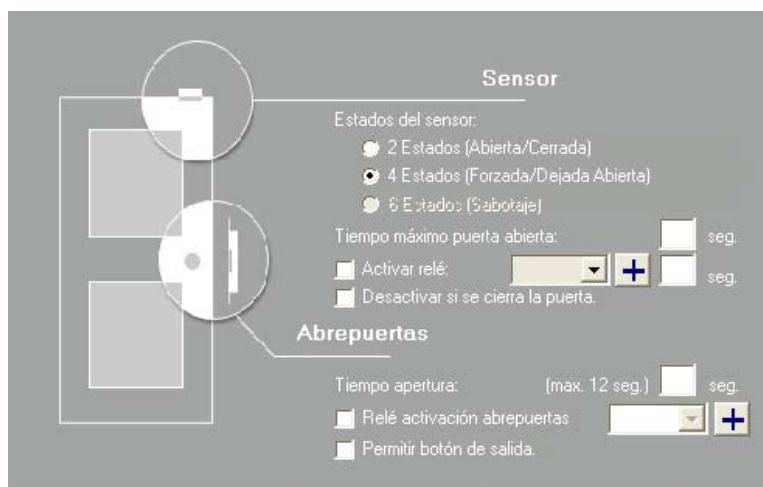 Sensor
Estados del sensor:
2 Estados (Abierta/Cerrada)
4 Estados (Forzada/Dejada Abierta)
6 Estados (Sabotaje)
Tiempo máximo puerta abierta: seg.
Activar relé: + seg.
Desactivar si se cierra la puerta.
Abrepuertas
Tiempo apertura: (max. 12 seg.) seg.
Relé activación abrepuertas +
Permitir botón de salida.